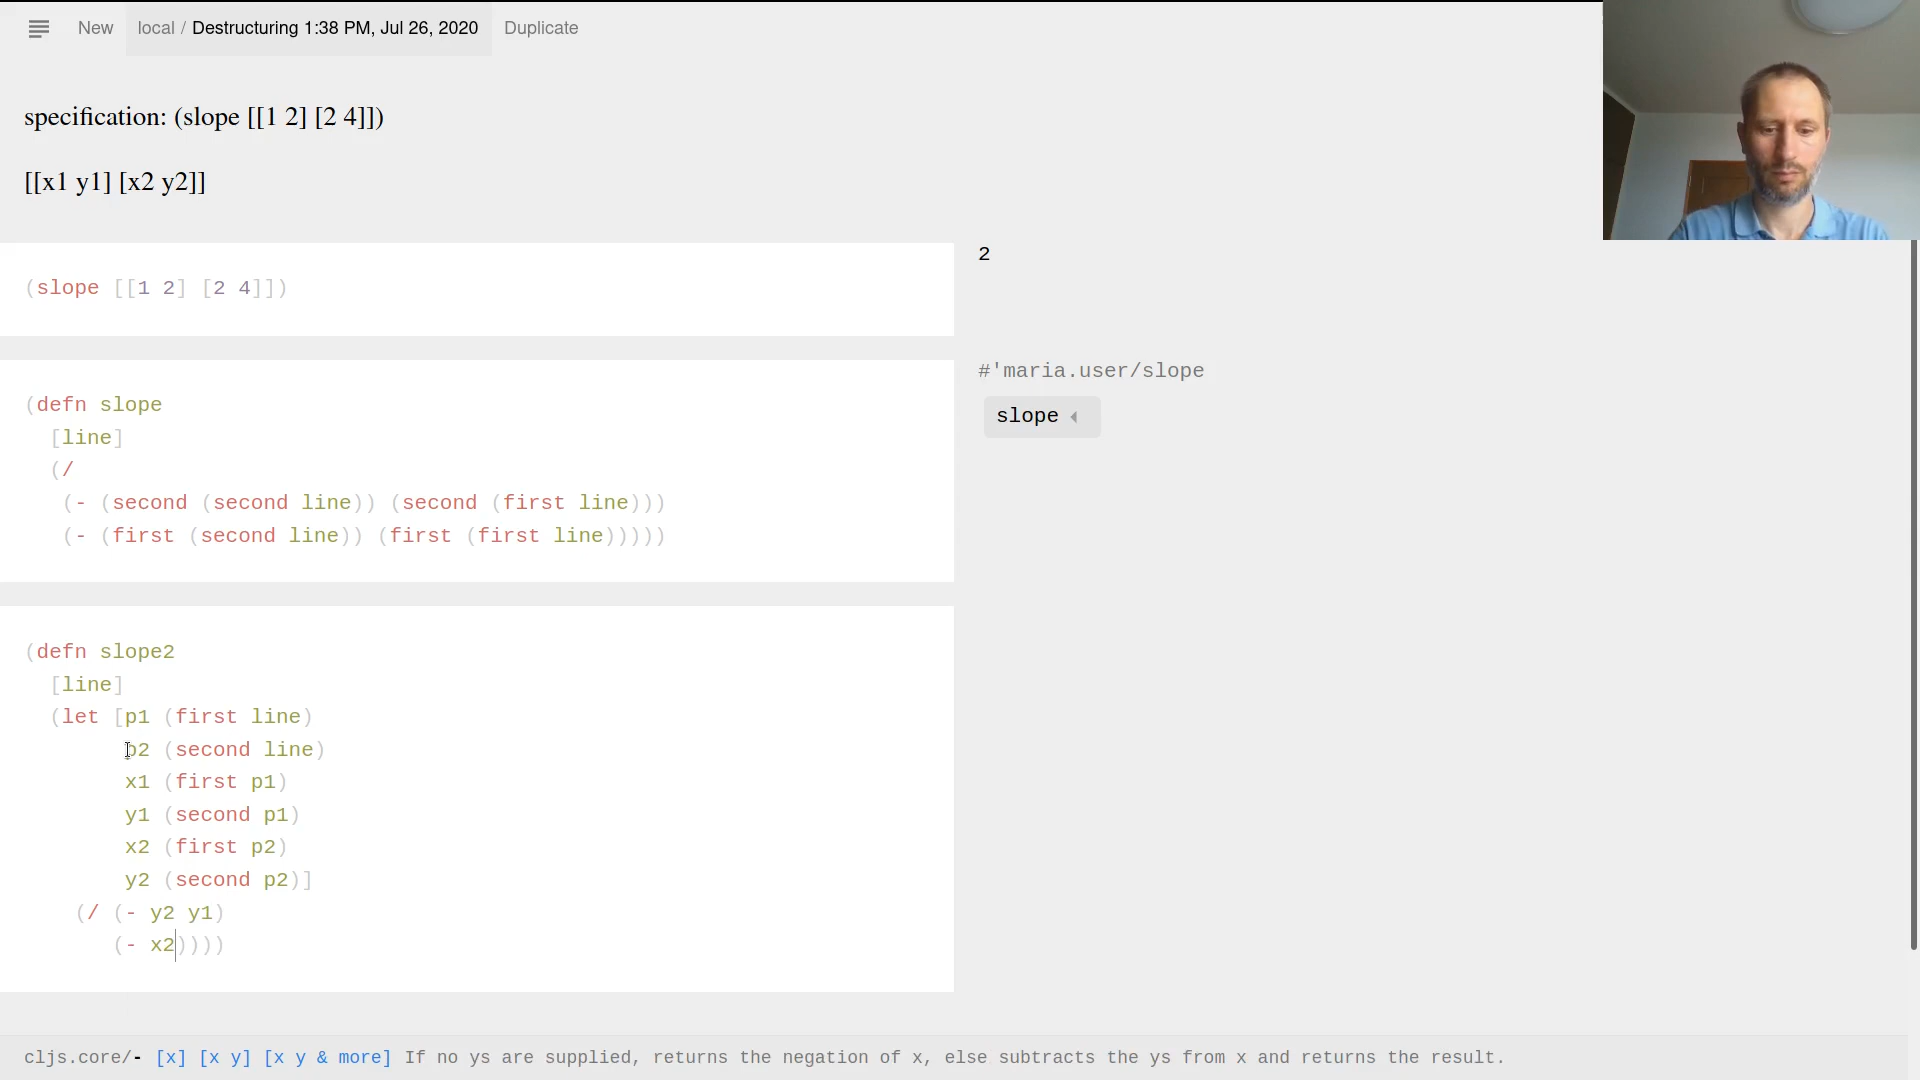 New local / Destructuring 1:38 PM, Jul 26, 2020 Duplicate
specification: (slope [[1 2] [2 4]])
[[x1 y1] [x2 y2]]
(slope [[1 2] [2 4]])
2
(defn slope
[line]
(/
(- (second (second line)) (second (first line)))
(- (first (second line)) (first (first line)))))
#'maria.user/slope
slope
(defn slope2
[line]
(let [p1 (first line)
p2 (second line)
x1 (first p1)
y1 (second p1)
x2 (first p2)
y2 (second p2)]
(/ (- y2 y1)
(- x2))))
cljs.core/- [x] [x y] [x y & more] If no ys are supplied, returns the negation of x, else subtracts the ys from x and returns the result.